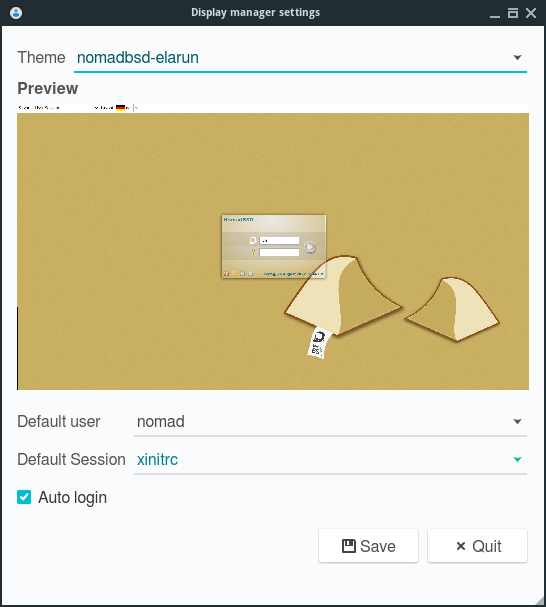 Display manager settings
Theme nomadbsd-elarun
Preview
NomadBSD
Default user nomad
Default Session xinitrc
Auto login
Save Quit